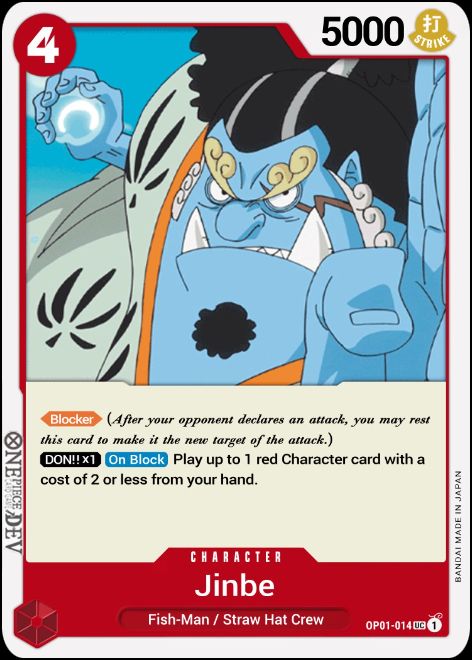 4
5000
打
STRIKE
Blocker (After your opponent declares an attack, you may rest
this card to make it the new target of the attack.)
DON!!x1 On Block Play up to 1 red Character card with a
cost of 2 or less from your hand.
ONE PIECE
DEV
BANDAI MADE IN JAPAN
CHARACTER
Jinbe
Fish-Man / Straw Hat Crew
OP01-014 UC 1